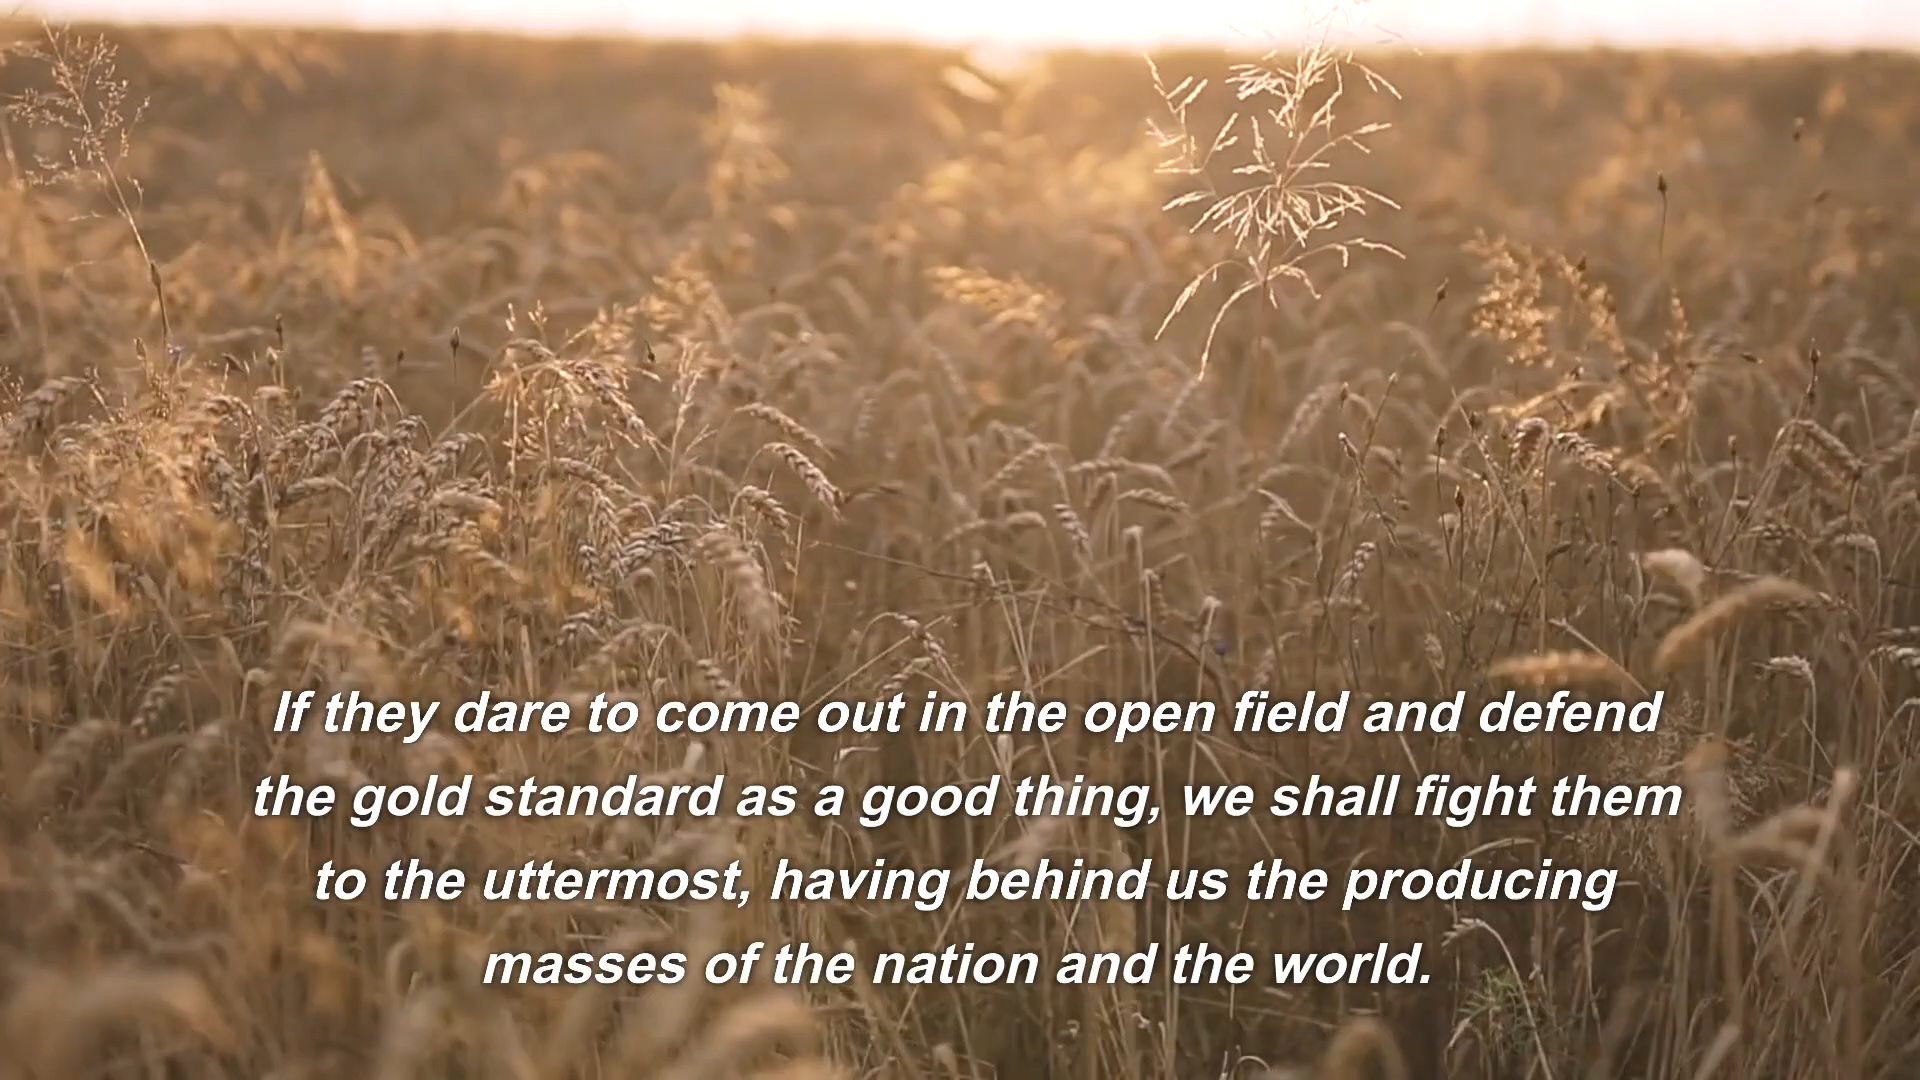 If they dare to come out in the open field and defend
the gold standard as a good thing, we shall fight them
to the uttermost, having behind us the producing
masses of the nation and the world.